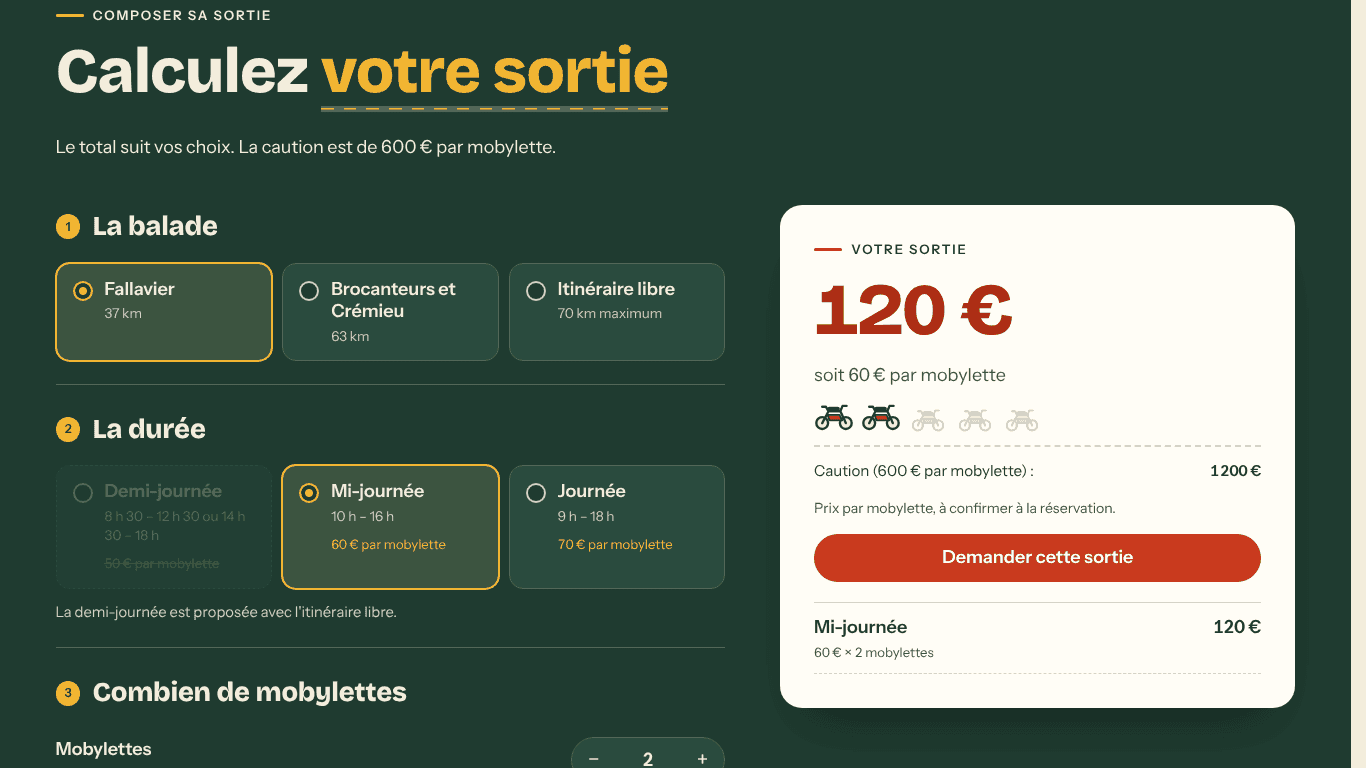 COMPOSER SA SORTIE
Calculez votre sortie
Le total suit vos choix. La caution est de 600 € par mobylette.
1 La balade
Fallavier
37 km
Brocanteurs et
Crémieu
63 km
Itinéraire libre
70 km maximum
2 La durée
Demi-journée
8 h 30 – 12 h 30 ou 14 h
30 – 18 h
50 € par mobylette
Mi-journée
10 h – 16 h
60 € par mobylette
Journée
9 h – 18 h
70 € par mobylette
La demi-journée est proposée avec l'itinéraire libre.
3 Combien de mobylettes
Mobylettes
− 2 +
VOTRE SORTIE
120 €
soit 60 € par mobylette
Caution (600 € par mobylette) : 1 200 €
Prix par mobylette, à confirmer à la réservation.
Demander cette sortie
Mi-journée 120 €
60 € × 2 mobylettes